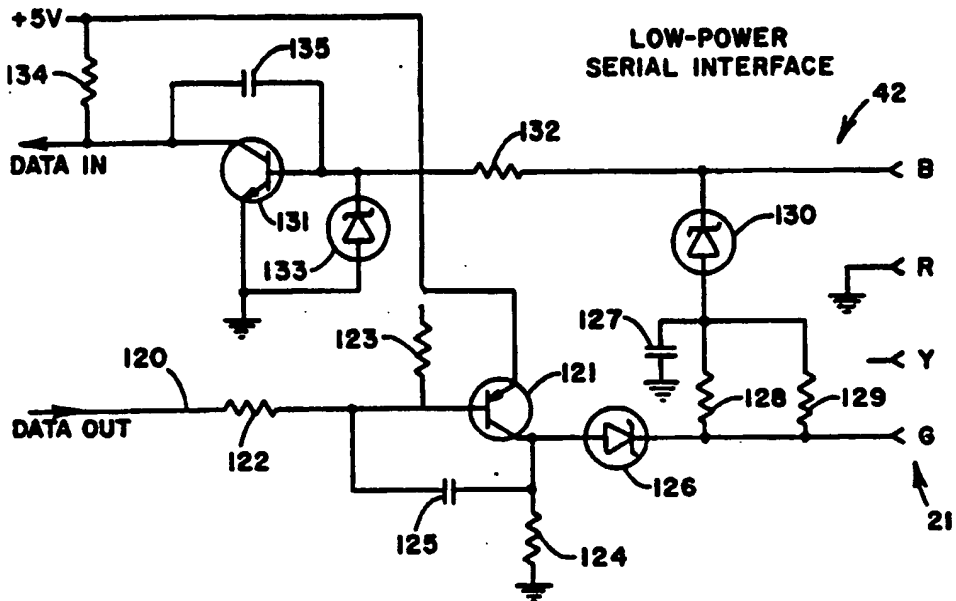 +5V
135
LOW-POWER
SERIAL INTERFACE
134
42
132
DATA IN
B
131
130
133
R
127
123
120
121
Y
128
129
DATA OUT
G
122
126
125
124
21